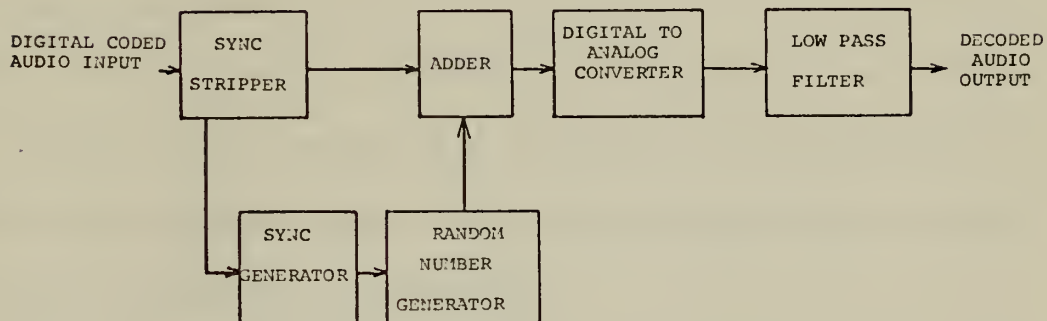 DIGITAL CODED
AUDIO INPUT
SYNC
STRIPPER
ADDER
DIGITAL TO
ANALOG
CONVERTER
LOW PASS
FILTER
DECODED
AUDIO
OUTPUT
SYNC
GENERATOR
RANDOM
NUMBER
GENERATOR